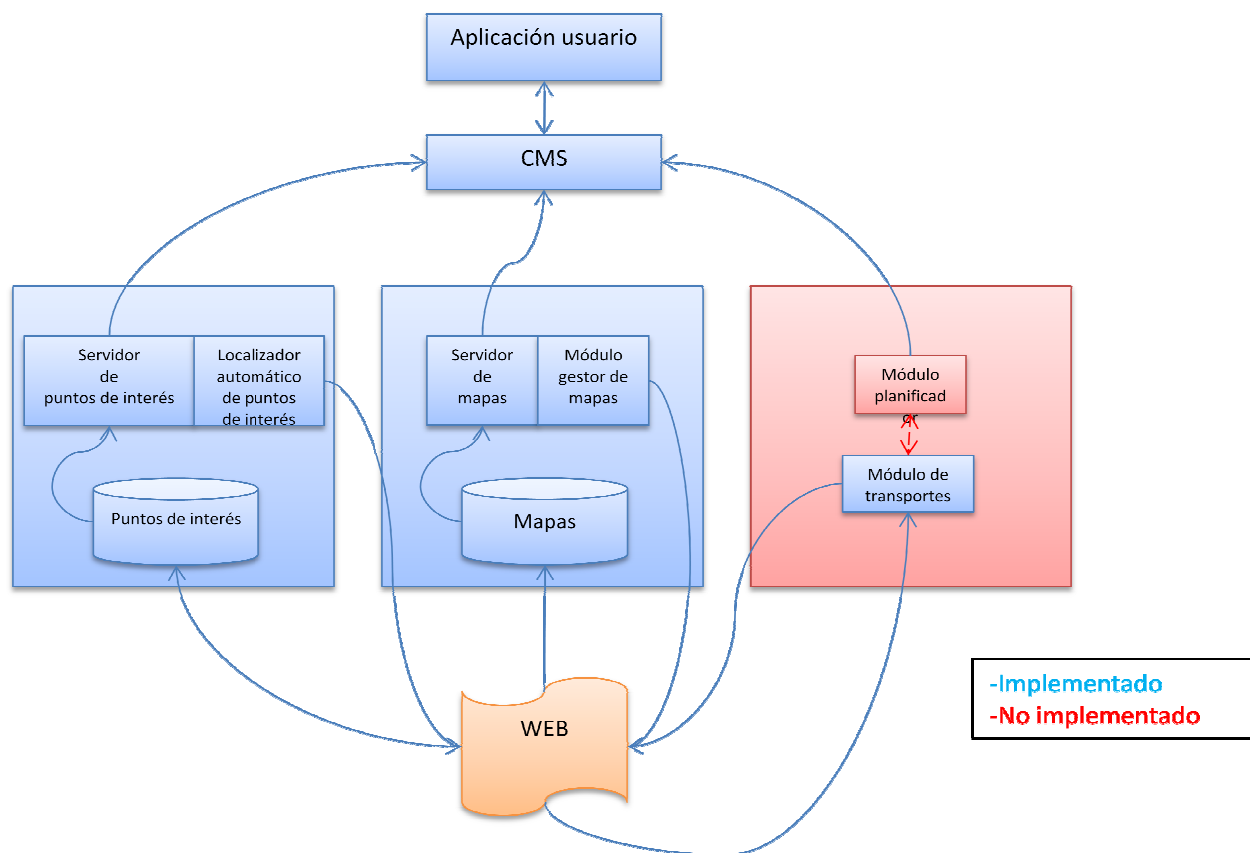 Aplicación usuario
CMS
Servidor
de
puntos de interés
Localizador
automático
de puntos
de interés
Puntos de interés
Servidor
de
mapas
Módulo
gestor de
mapas
Mapas
Módulo
planificad
or
Módulo de
transportes
WEB
-Implementado
-No implementado